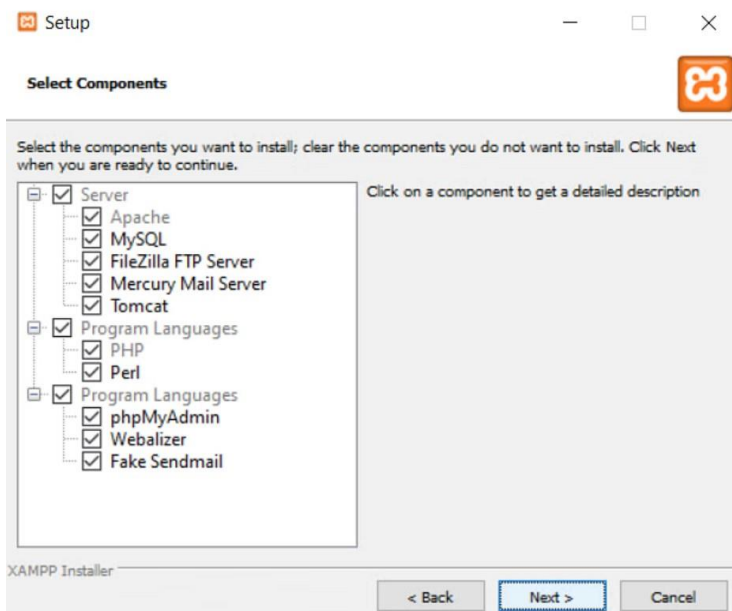 Setup
Select Components
Select the components you want to install; clear the components you do not want to install. Click Next
when you are ready to continue.
Server
Apache
MySQL
FileZilla FTP Server
Mercury Mail Server
Tomcat
Program Languages
PHP
Perl
Program Languages
phpMyAdmin
Webalizer
Fake Sendmail
Click on a component to get a detailed description
XAMPP Installer
< Back
Next >
Cancel